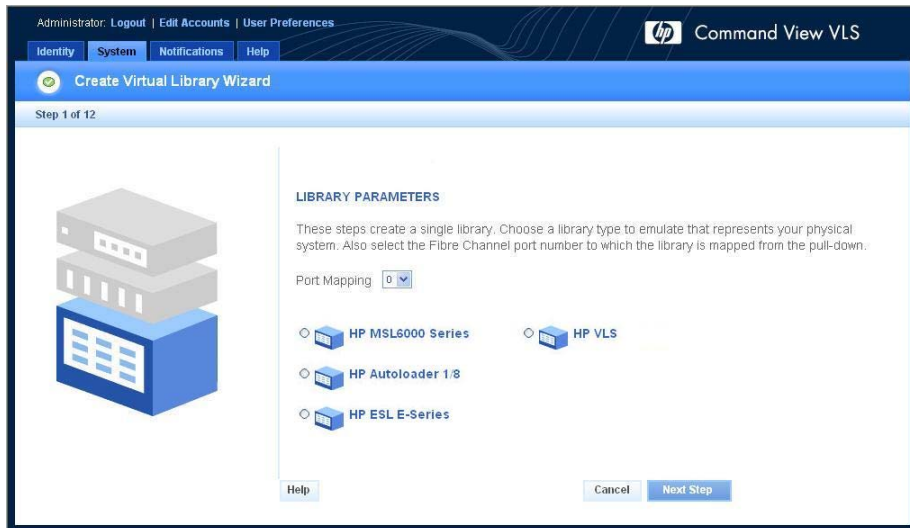 Administrator: Logout | Edit Accounts | User Preferences
hp Command View VLS
Identity System Notifications Help
Create Virtual Library Wizard
Step 1 of 12
LIBRARY PARAMETERS
These steps create a single library. Choose a library type to emulate that represents your physical
system. Also select the Fibre Channel port number to which the library is mapped from the pull-down.
Port Mapping 0
HP MSL6000 Series HP VLS
HP Autoloader 1/8
HP ESL E-Series
Help Cancel Next Step